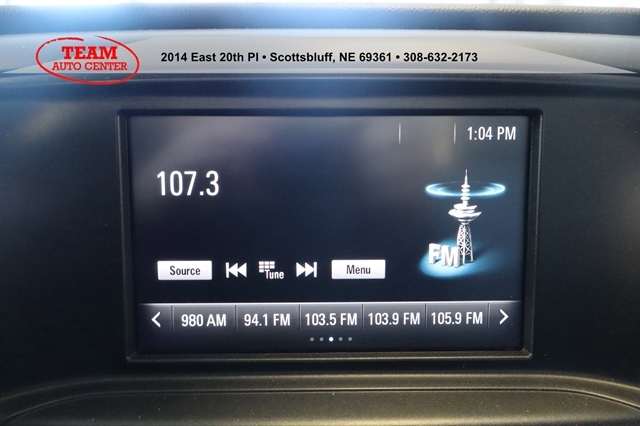 TEAM
AUTO CENTER
2014 East 20th Pl • Scottsbluff, NE 69361 • 308-632-2173
1:04 PM
107.3
FM
Source
Tune
Menu
980 AM 94.1 FM 103.5 FM 103.9 FM 105.9 FM